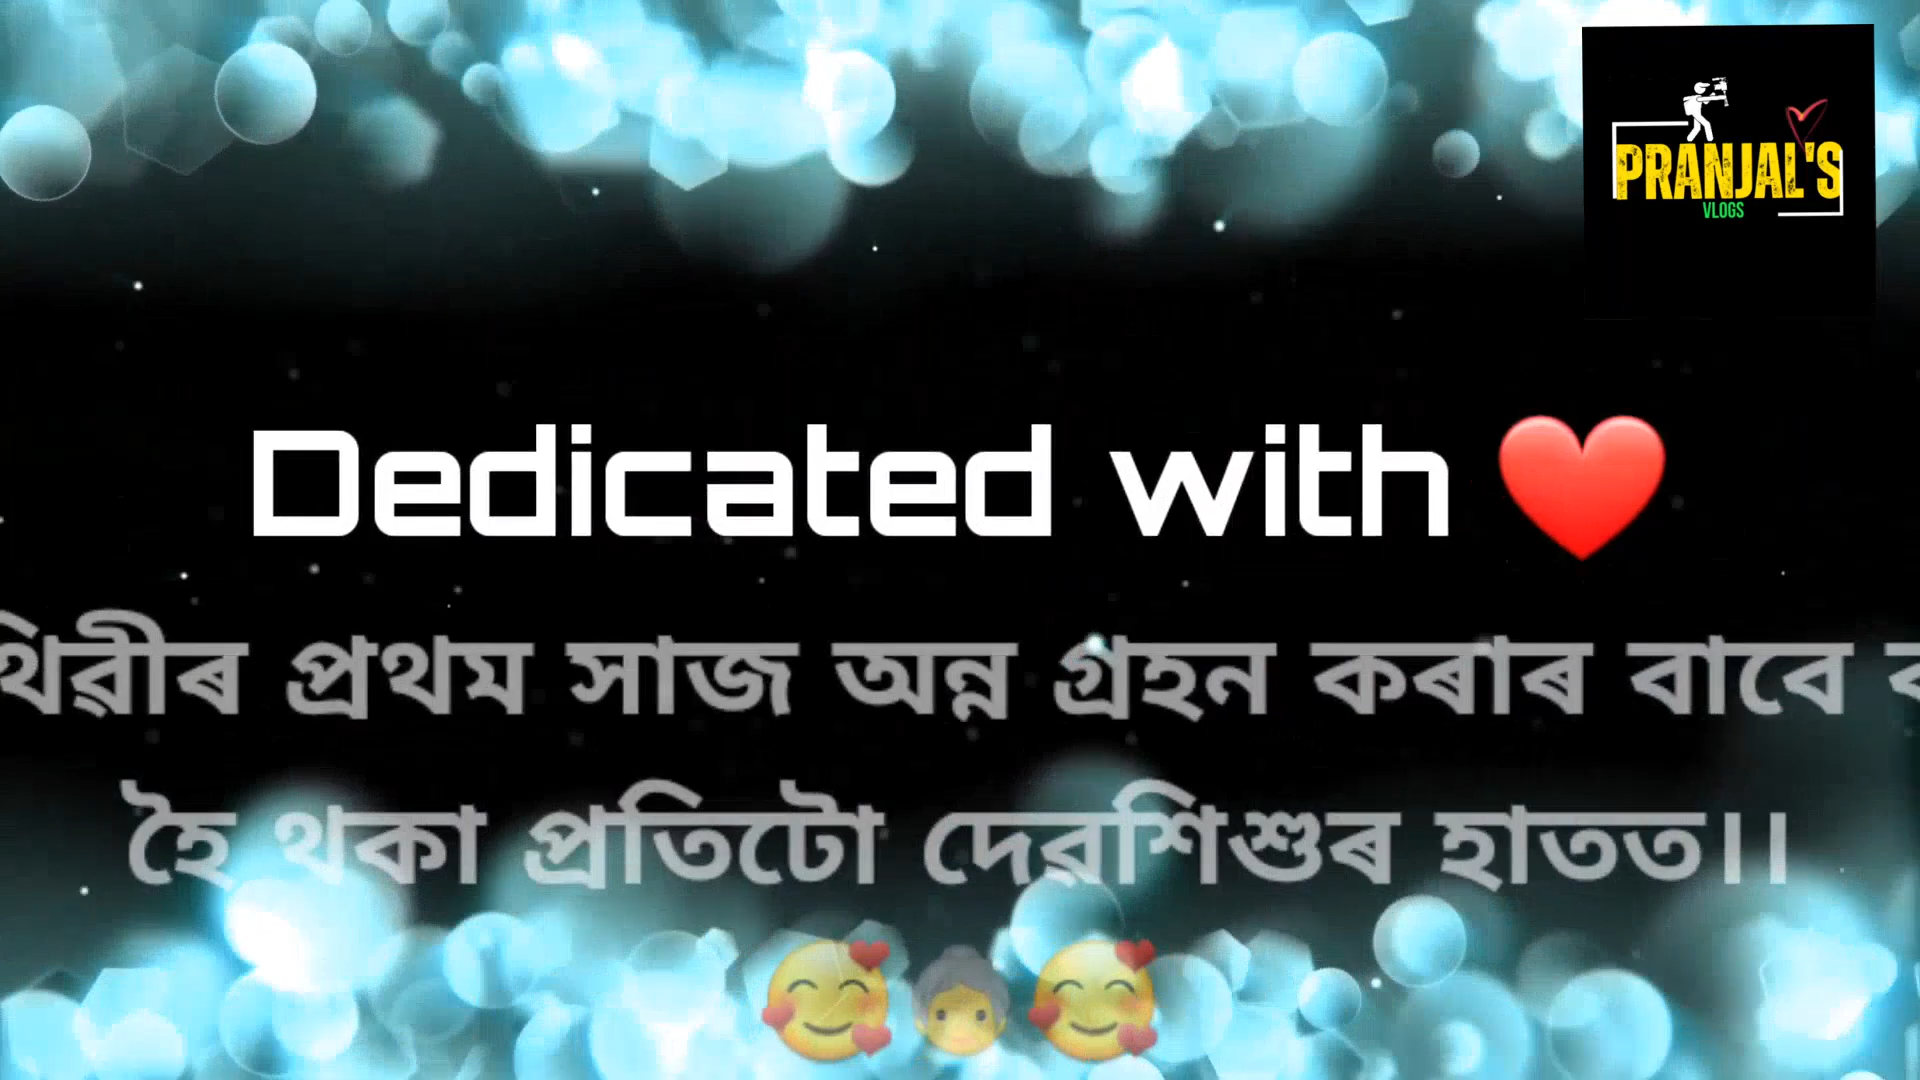 PRANJAL'S
VLOGS
Dedicated with ❤️
প্ৰথম সাজ অন্ন গ্ৰহন কৰাৰ বাবে
হৈ থকা প্ৰতিটো দেৱশিশুৰ হাতত।।
🥰👵🥰